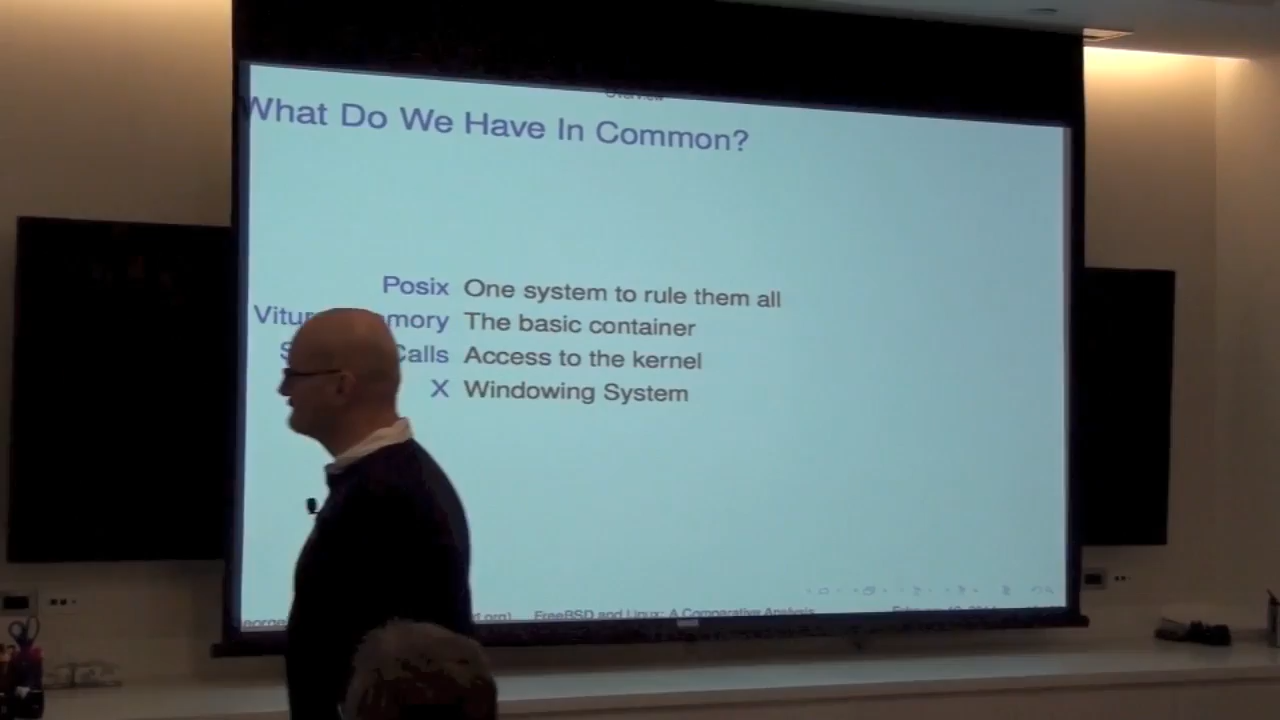 Overview
What Do We Have In Common?
Posix One system to rule them all
The basic container
Calls Access to the kernel
X Windowing System
FreeBSD and Linux: A Comparative Analysis